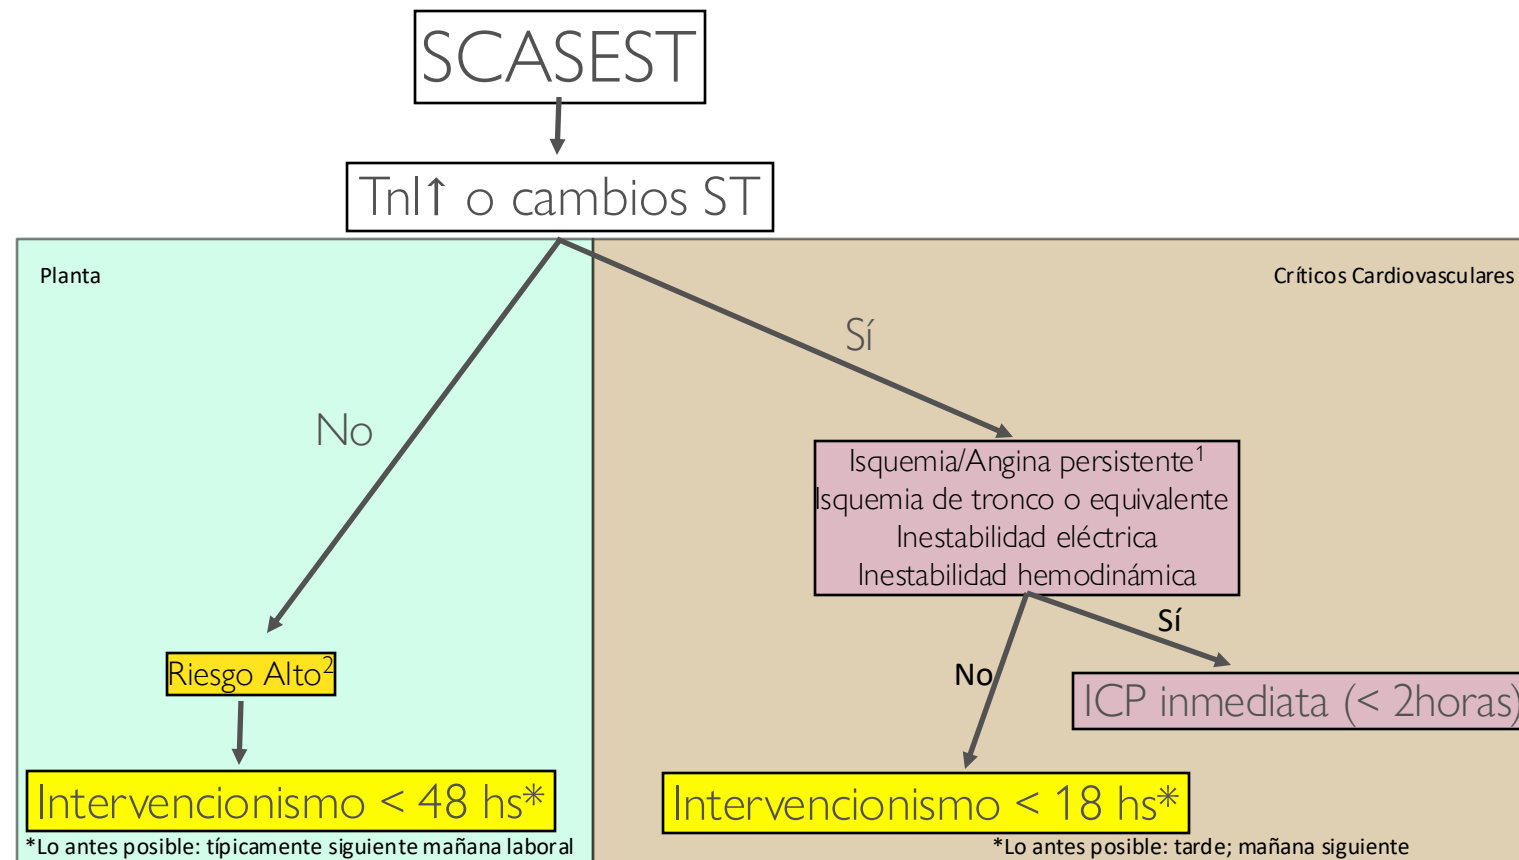 SCASEST
TnI↑ o cambios ST
Planta
Críticos Cardiovasculares
Sí
No
Isquemia/Angina persistente¹
Isquemia de tronco o equivalente
Inestabilidad eléctrica
Inestabilidad hemodinámica
Sí
No
Riesgo Alto²
ICP inmediata (< 2horas)
Intervencionismo < 48 hs*
Intervencionismo < 18 hs*
*Lo antes posible: típicamente siguiente mañana laboral
*Lo antes posible: tarde; mañana siguiente